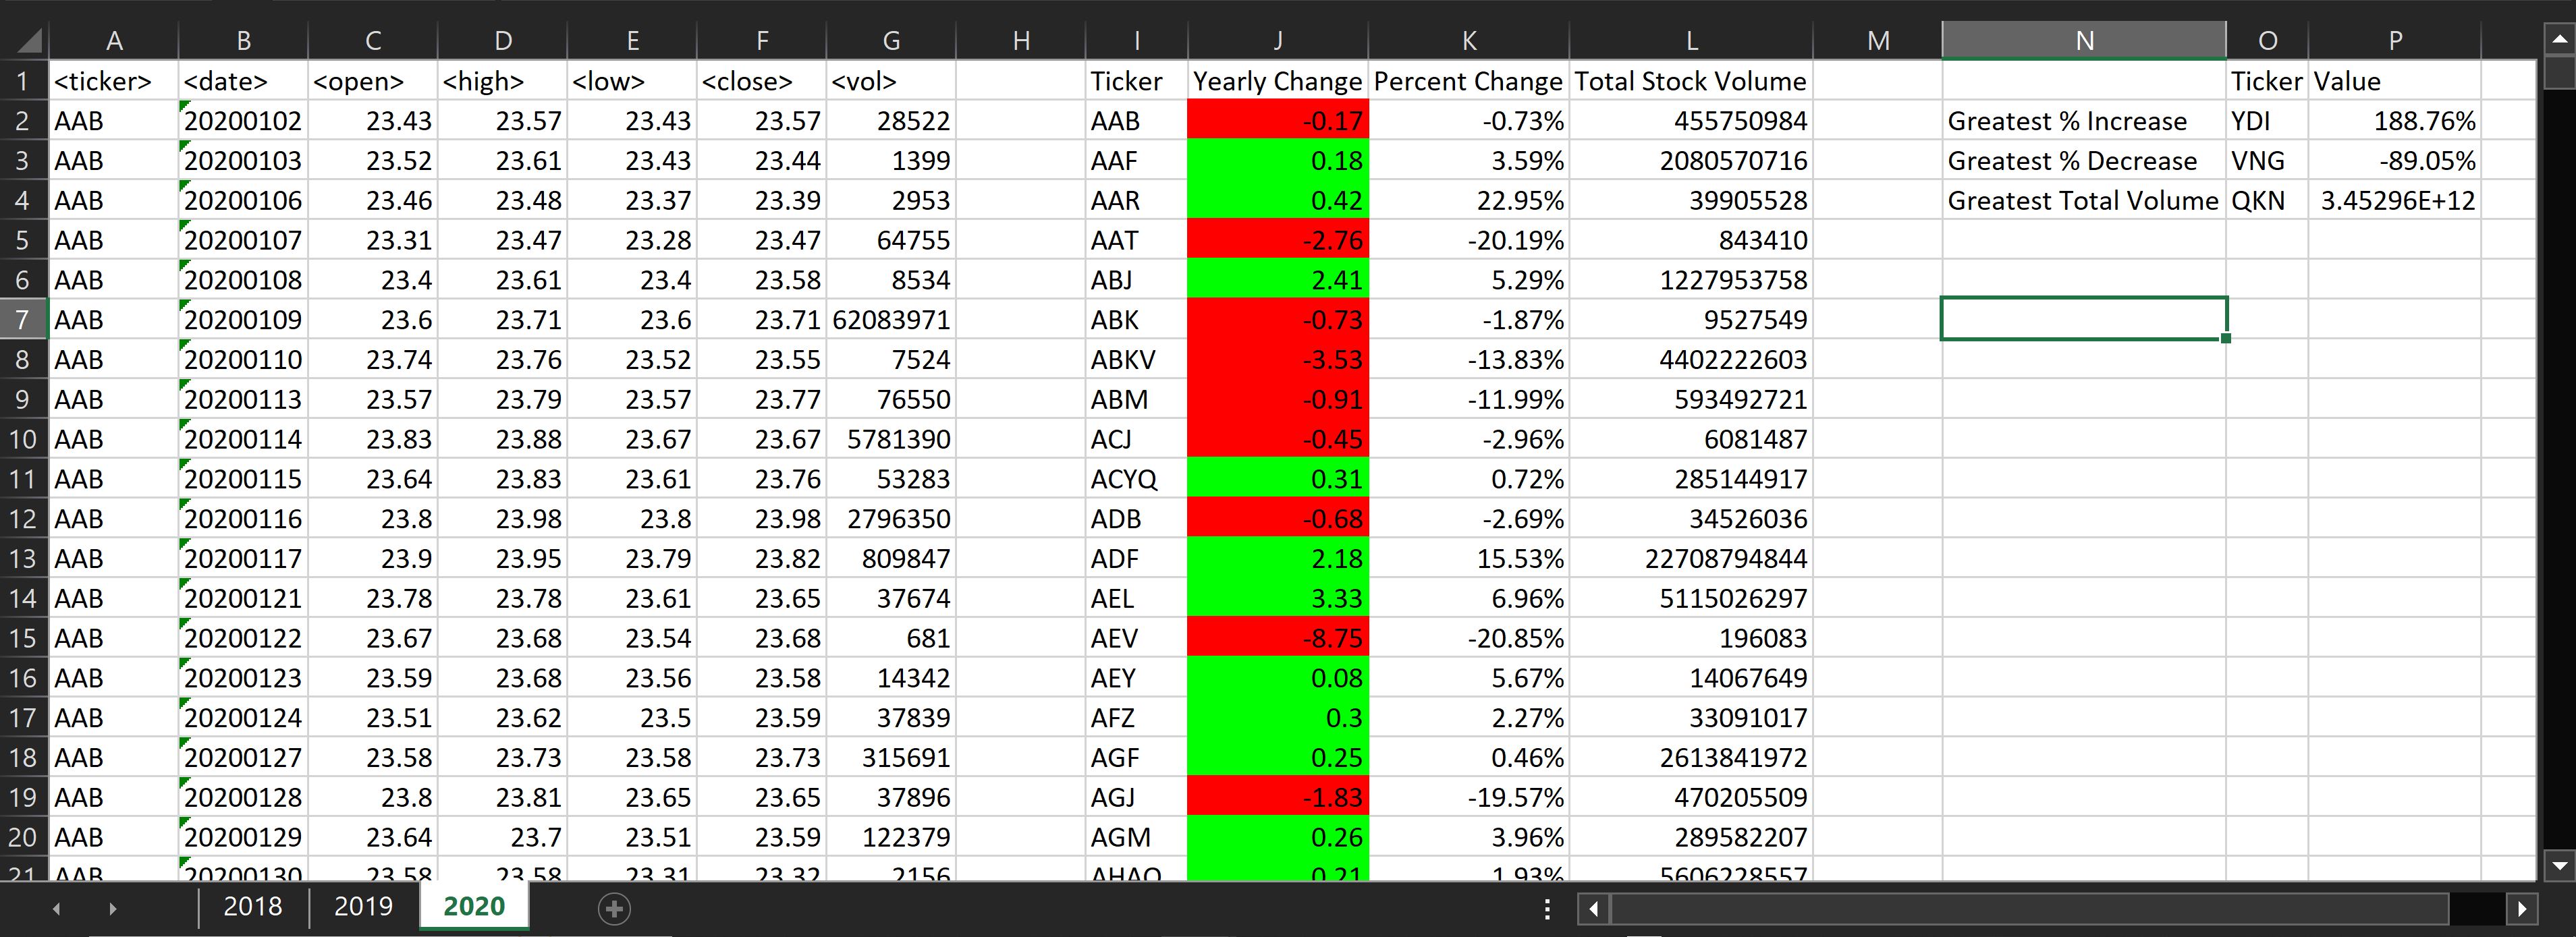 A B C D E F G H I J K L M N O P
1 <ticker> <date> <open> <high> <low> <close> <vol> Ticker Yearly Change Percent Change Total Stock Volume Ticker Value
2 AAB 20200102 23.43 23.57 23.43 23.57 28522 AAB -0.17 -0.73% 455750984 Greatest % Increase YDI 188.76%
3 AAB 20200103 23.52 23.61 23.43 23.44 1399 AAF 0.18 3.59% 2080570716 Greatest % Decrease VNG -89.05%
4 AAB 20200106 23.46 23.48 23.37 23.39 2953 AAR 0.42 22.95% 39905528 Greatest Total Volume QKN 3.45296E+12
5 AAB 20200107 23.31 23.47 23.28 23.47 64755 AAT -2.76 -20.19% 843410
6 AAB 20200108 23.4 23.61 23.4 23.58 8534 ABJ 2.41 5.29% 1227953758
7 AAB 20200109 23.6 23.71 23.6 23.71 62083971 ABK -0.73 -1.87% 9527549
8 AAB 20200110 23.74 23.76 23.52 23.55 7524 ABKV -3.53 -13.83% 4402222603
9 AAB 20200113 23.57 23.79 23.57 23.77 76550 ABM -0.91 -11.99% 593492721
10 AAB 20200114 23.83 23.88 23.67 23.67 5781390 ACJ -0.45 -2.96% 6081487
11 AAB 20200115 23.64 23.83 23.61 23.76 53283 ACYQ 0.31 0.72% 285144917
12 AAB 20200116 23.8 23.98 23.8 23.98 2796350 ADB -0.68 -2.69% 34526036
13 AAB 20200117 23.9 23.95 23.79 23.82 809847 ADF 2.18 15.53% 22708794844
14 AAB 20200121 23.78 23.78 23.61 23.65 37674 AEL 3.33 6.96% 5115026297
15 AAB 20200122 23.67 23.68 23.54 23.68 681 AEV -8.75 -20.85% 196083
16 AAB 20200123 23.59 23.68 23.56 23.58 14342 AEY 0.08 5.67% 14067649
17 AAB 20200124 23.51 23.62 23.5 23.59 37839 AFZ 0.3 2.27% 33091017
18 AAB 20200127 23.58 23.73 23.58 23.73 315691 AGF 0.25 0.46% 2613841972
19 AAB 20200128 23.8 23.81 23.65 23.65 37896 AGJ -1.83 -19.57% 470205509
20 AAB 20200129 23.64 23.7 23.51 23.59 122379 AGM 0.26 3.96% 289582207
21 AAB 20200130 23.58 23.58 23.31 23.32 2156 0.21 1.93% 5606228557
2018 2019 2020